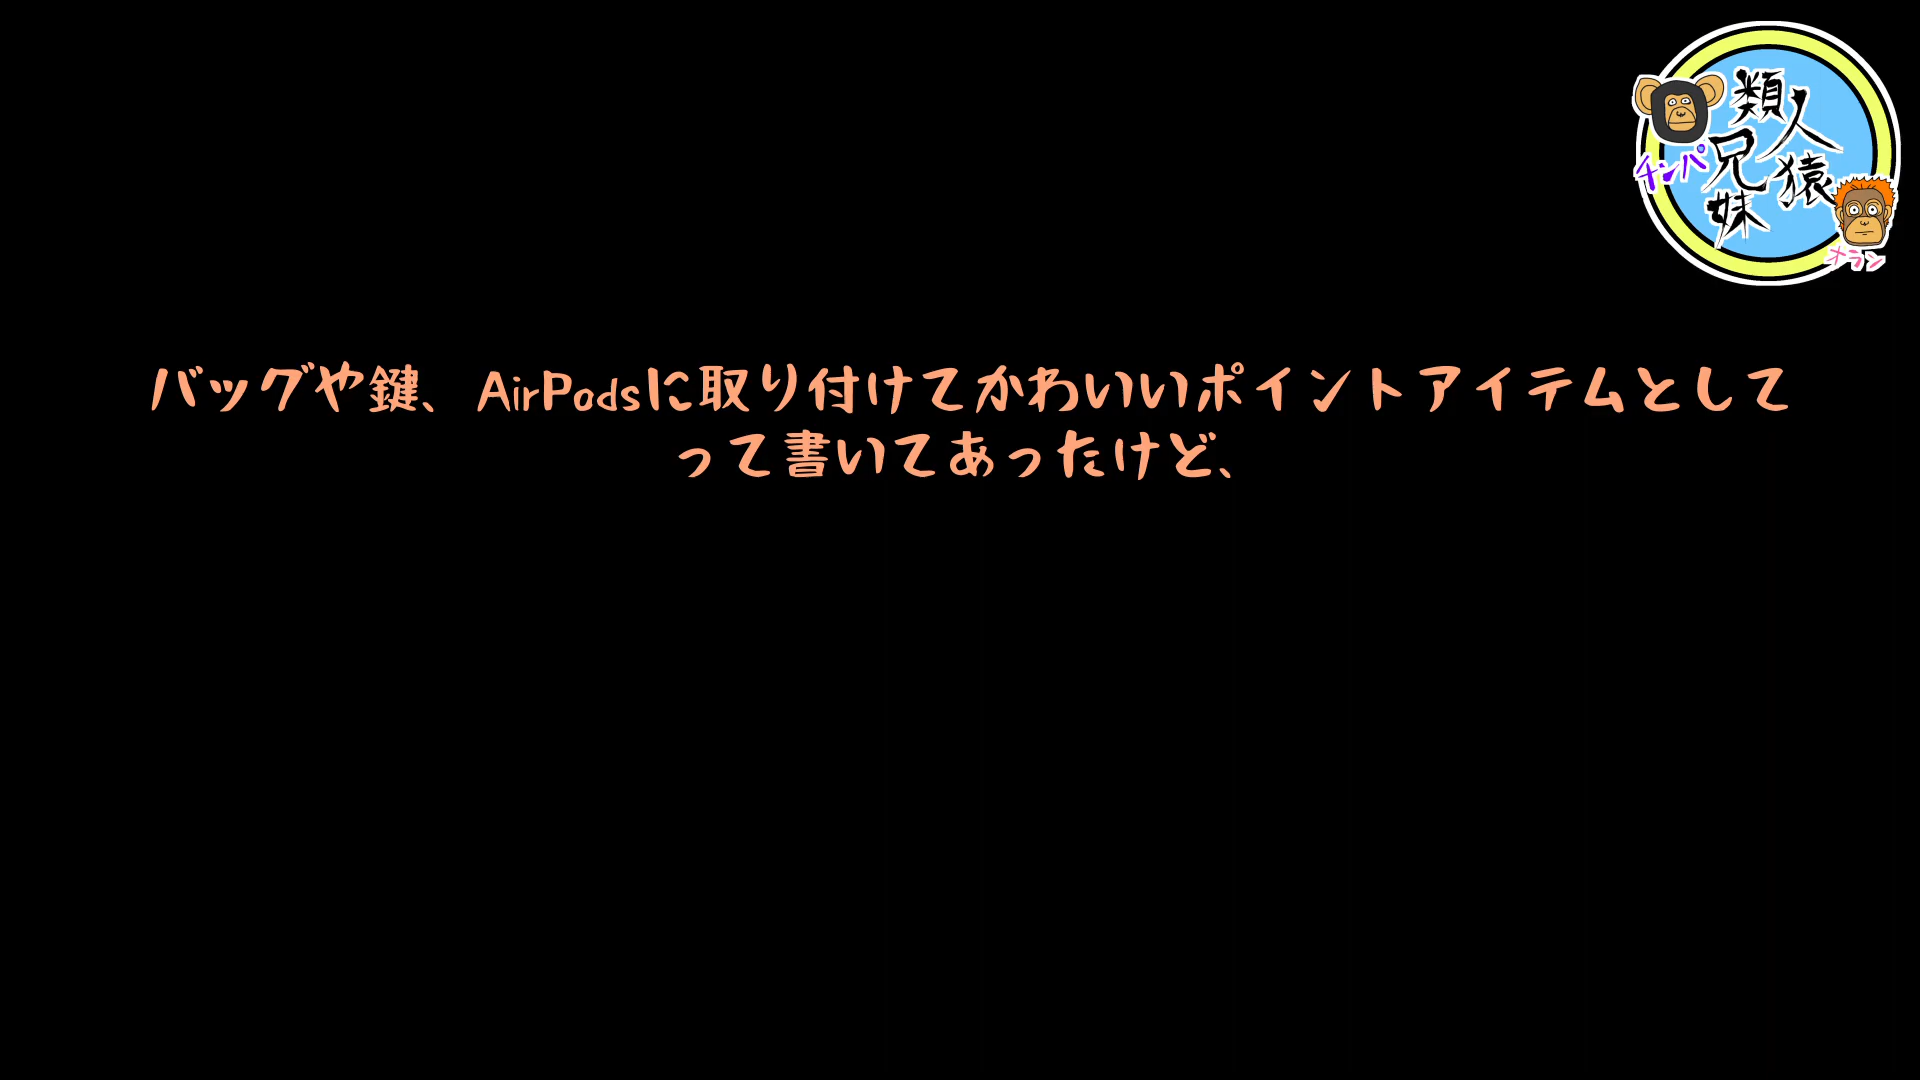 類人猿
兄妹
チンパ
オラン
バッグや鍵、AirPodsに取り付けてかわいいポイントアイテムとして
って書いてあったけど、